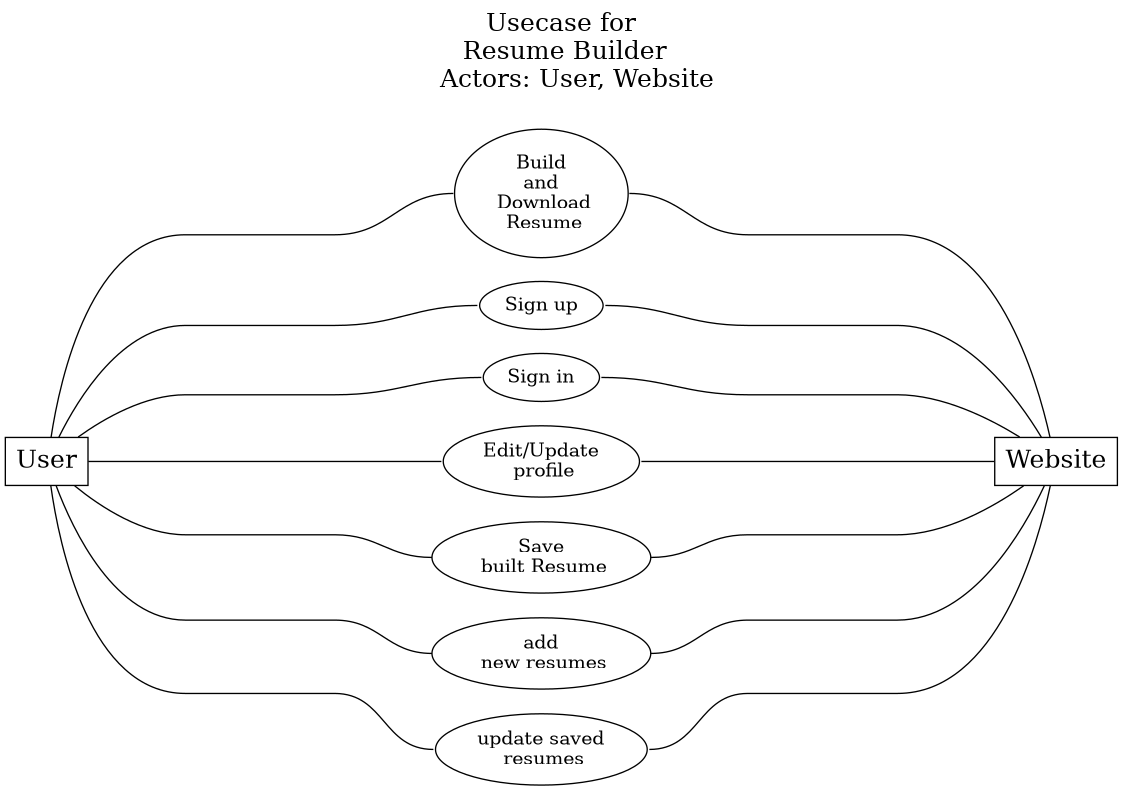 Usecase for
Resume Builder
Actors: User, Website
Build
and
Download
Resume
Sign up
Sign in
User
Edit/Update
profile
Website
Save
built Resume
add
new resumes
update saved
resumes